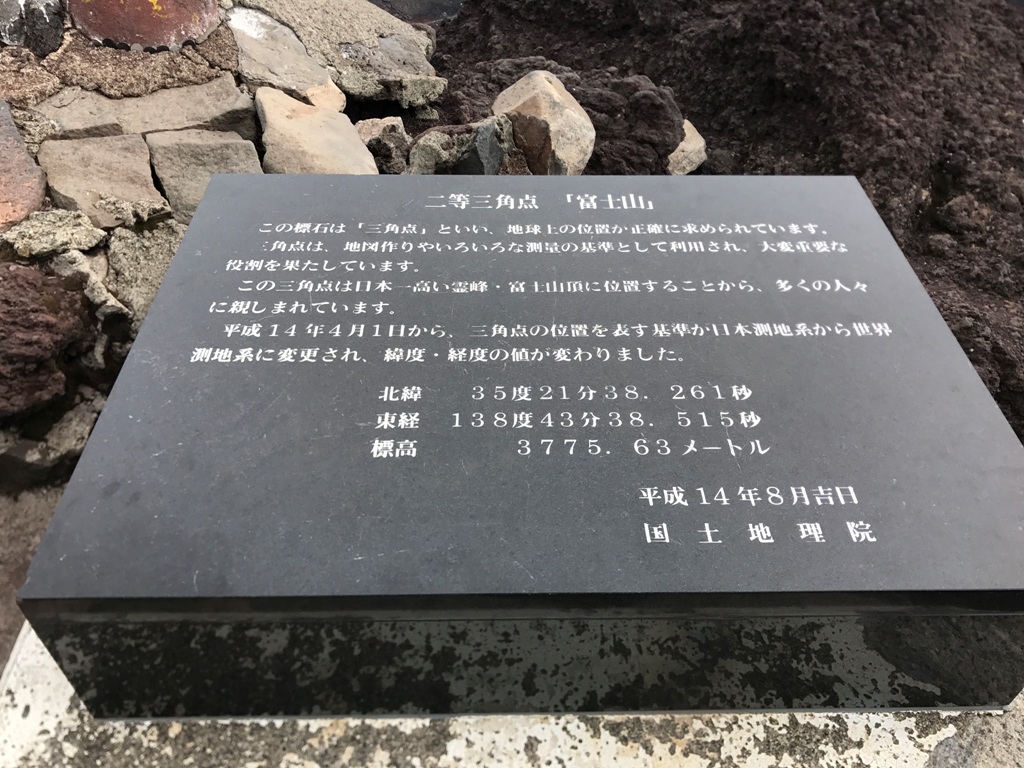 二等三角点 「富士山」
この標石は「三角点」といい、地球上の位置が正確に求められています。
三角点は、地図作りやいろいろな測量の基準として利用され、大変重要な
役割を果たしています。
この三角点は日本一高い霊峰・富士山頂に位置することから、多くの人々
に親しまれています。
平成14年4月1日から、三角点の位置を表す基準が日本測地系から世界
測地系に変更され、緯度・経度の値が変わりました。
北緯 35度21分38.261秒
東経 138度43分38.515秒
標高 3775.63メートル
平成14年8月吉日
国土地理院